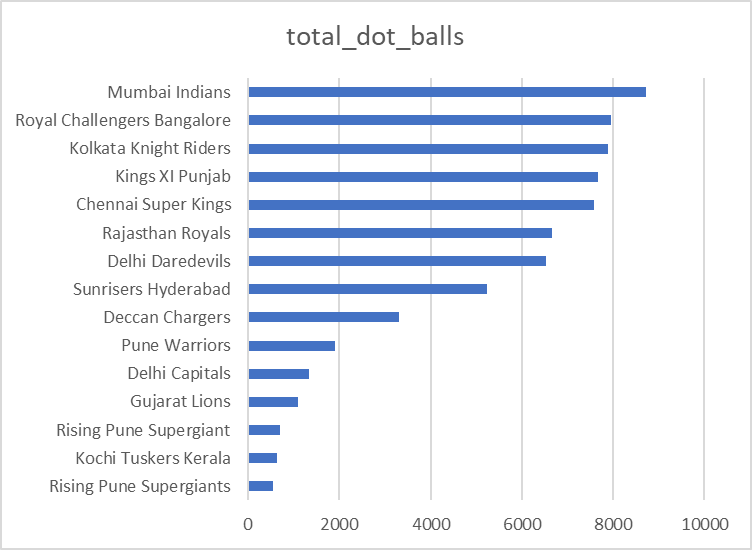 total_dot_balls
Mumbai Indians
Royal Challengers Bangalore
Kolkata Knight Riders
Kings XI Punjab
Chennai Super Kings
Rajasthan Royals
Delhi Daredevils
Sunrisers Hyderabad
Deccan Chargers
Pune Warriors
Delhi Capitals
Gujarat Lions
Rising Pune Supergiant
Kochi Tuskers Kerala
Rising Pune Supergiants
0 2000 4000 6000 8000 10000